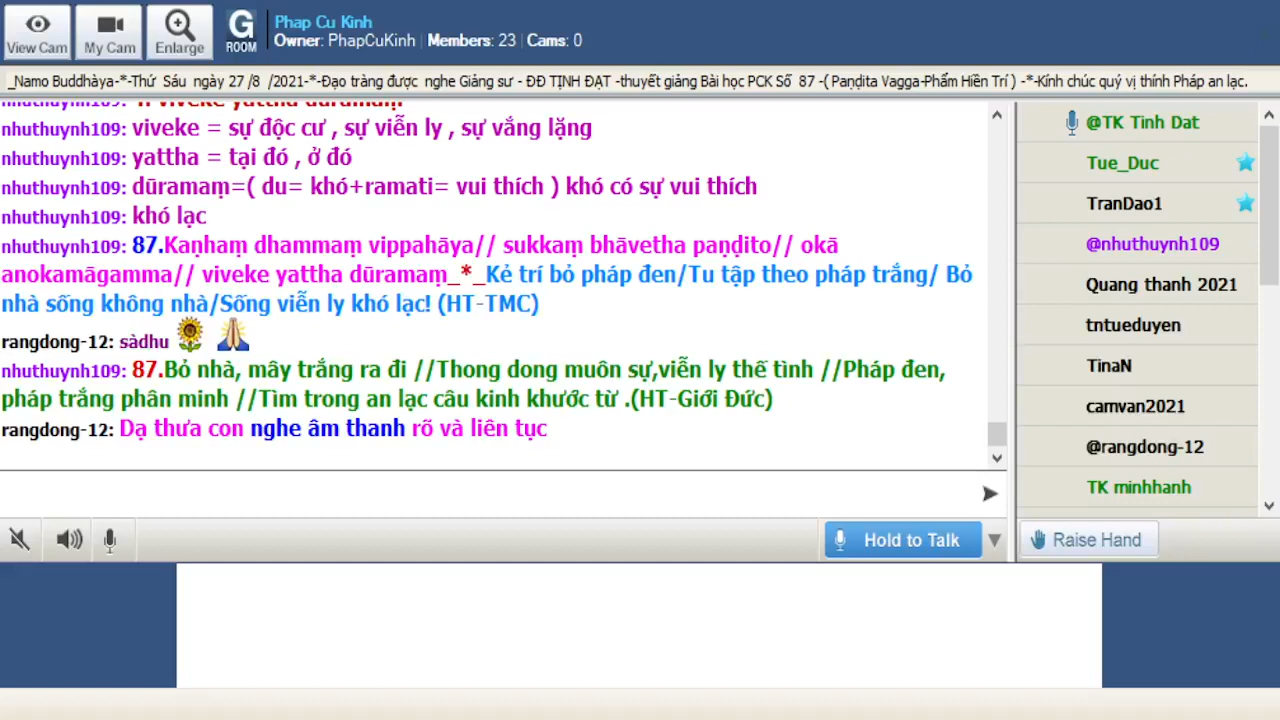 View Cam
My Cam
Enlarge
G
ROOM
Phap Cu Kinh
Owner: PhapCuKinh | Members: 23 | Cams: 0
_Namo Buddhàya-*-Thứ Sáu ngày 27 /8 /2021-*-Đạo tràng được nghe Giảng sư - ĐĐ TỊNH ĐẠT -thuyết giảng Bài học PCK Số 87 -( Paṇḍita Vagga-Phẩm Hiền Trí ) -*-Kính chúc quý vị thính Pháp an lạc.
nhuthuynh109: viveke yattha dūramaṃ
nhuthuynh109: viveke = sự độc cư , sự viễn ly , sự vắng lặng
nhuthuynh109: yattha = tại đó , ở đó
nhuthuynh109: dūramaṃ=( du= khó+ramati= vui thích ) khó có sự vui thích
nhuthuynh109: khó lạc
nhuthuynh109: 87.Kaṇhaṃ dhammaṃ vippahāya// sukkaṃ bhāvetha paṇḍito// okā
anokamāgamma// viveke yattha dūramaṃ_*_Kẻ trí bỏ pháp đen/Tu tập theo pháp trắng/ Bỏ
nhà sống không nhà/Sống viễn ly khó lạc! (HT-TMC)
rangdong-12: sàdhu
nhuthuynh109: 87.Bỏ nhà, mây trắng ra đi //Thong dong muôn sự,viễn ly thế tình //Pháp đen,
pháp trắng phân minh //Tìm trong an lạc câu kinh khước từ .(HT-Giới Đức)
rangdong-12: Dạ thưa con nghe âm thanh rõ và liên tục
Hold to Talk
@TK Tinh Dat
Tue_Duc
TranDao1
@nhuthuynh109
Quang thanh 2021
tntueduyen
TinaN
camvan2021
@rangdong-12
TK minhhanh
Raise Hand